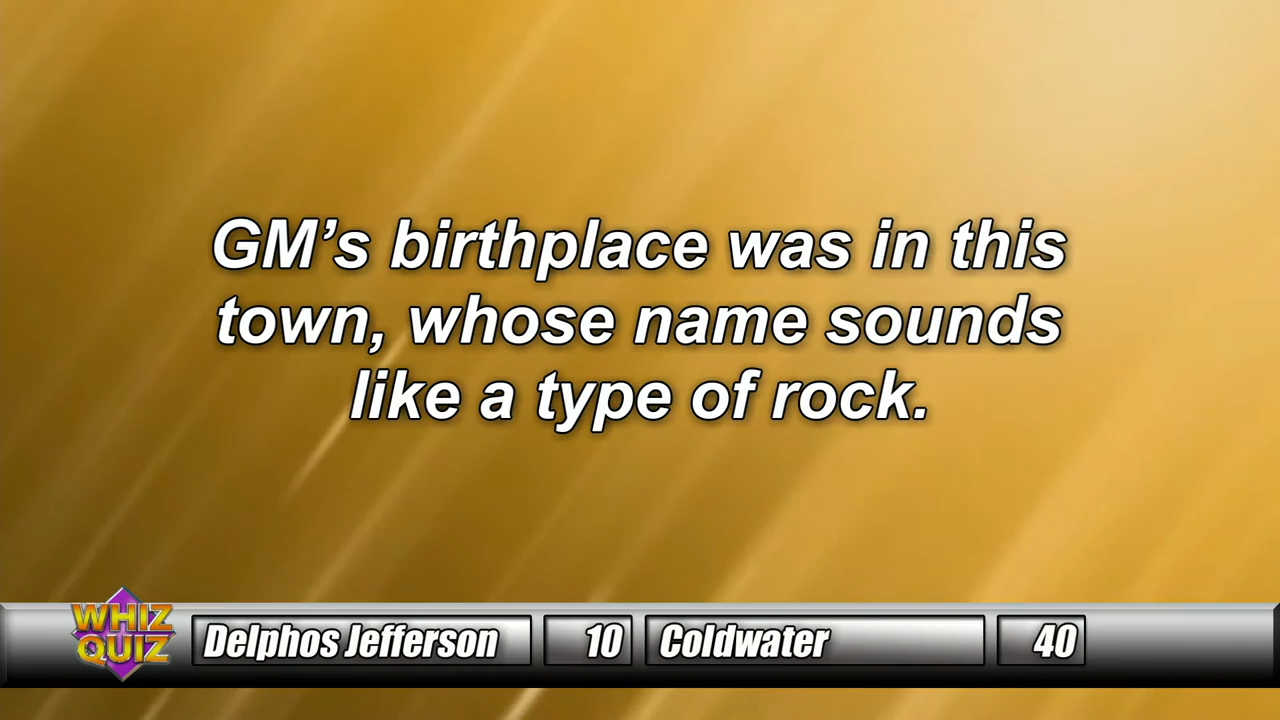 GM’s birthplace was in this
town, whose name sounds
like a type of rock.
WHIZ
QUIZ
Delphos Jefferson 10 Coldwater 40